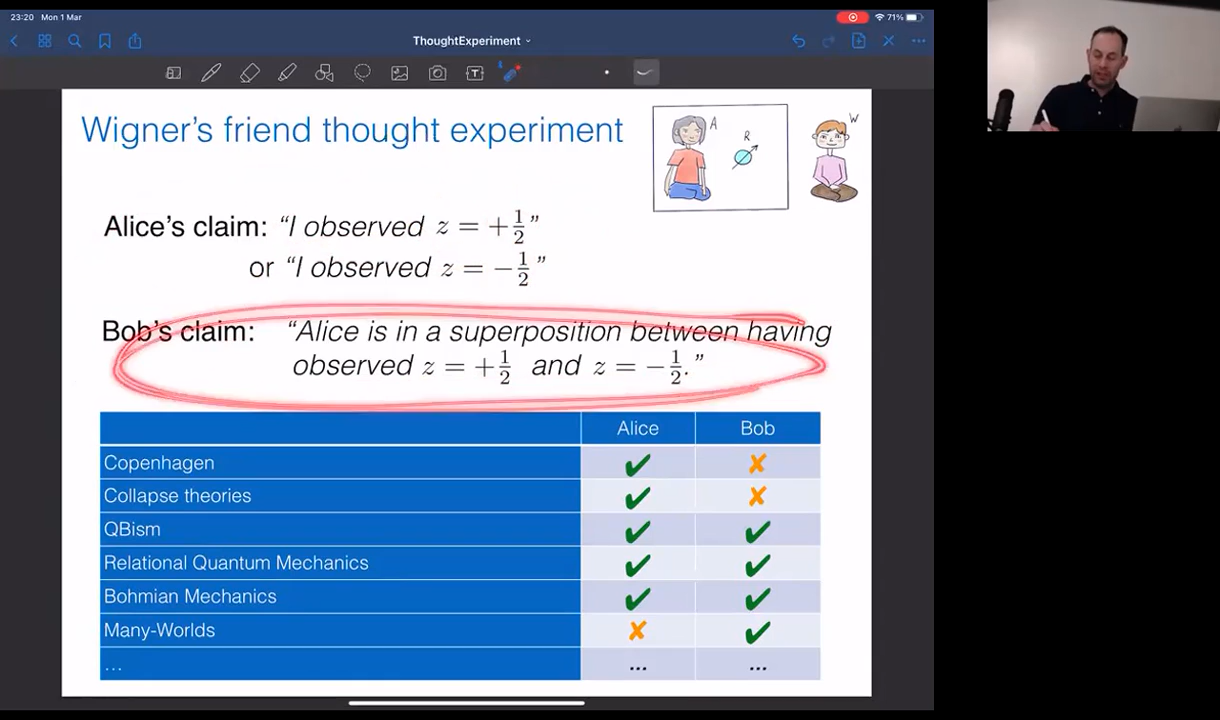 23:20 Mon 1 Mar
71%
ThoughtExperiment
T
Wigner's friend thought experiment
A
R
W
Alice's claim: "I observed z = +1/2"
or "I observed z = −1/2"
Bob's claim: "Alice is in a superposition between having
observed z = +1/2 and z = −1/2."
Alice Bob
Copenhagen ✔ ✘
Collapse theories ✔ ✘
QBism ✔ ✔
Relational Quantum Mechanics ✔ ✔
Bohmian Mechanics ✔ ✔
Many-Worlds ✘ ✔
... ... ...